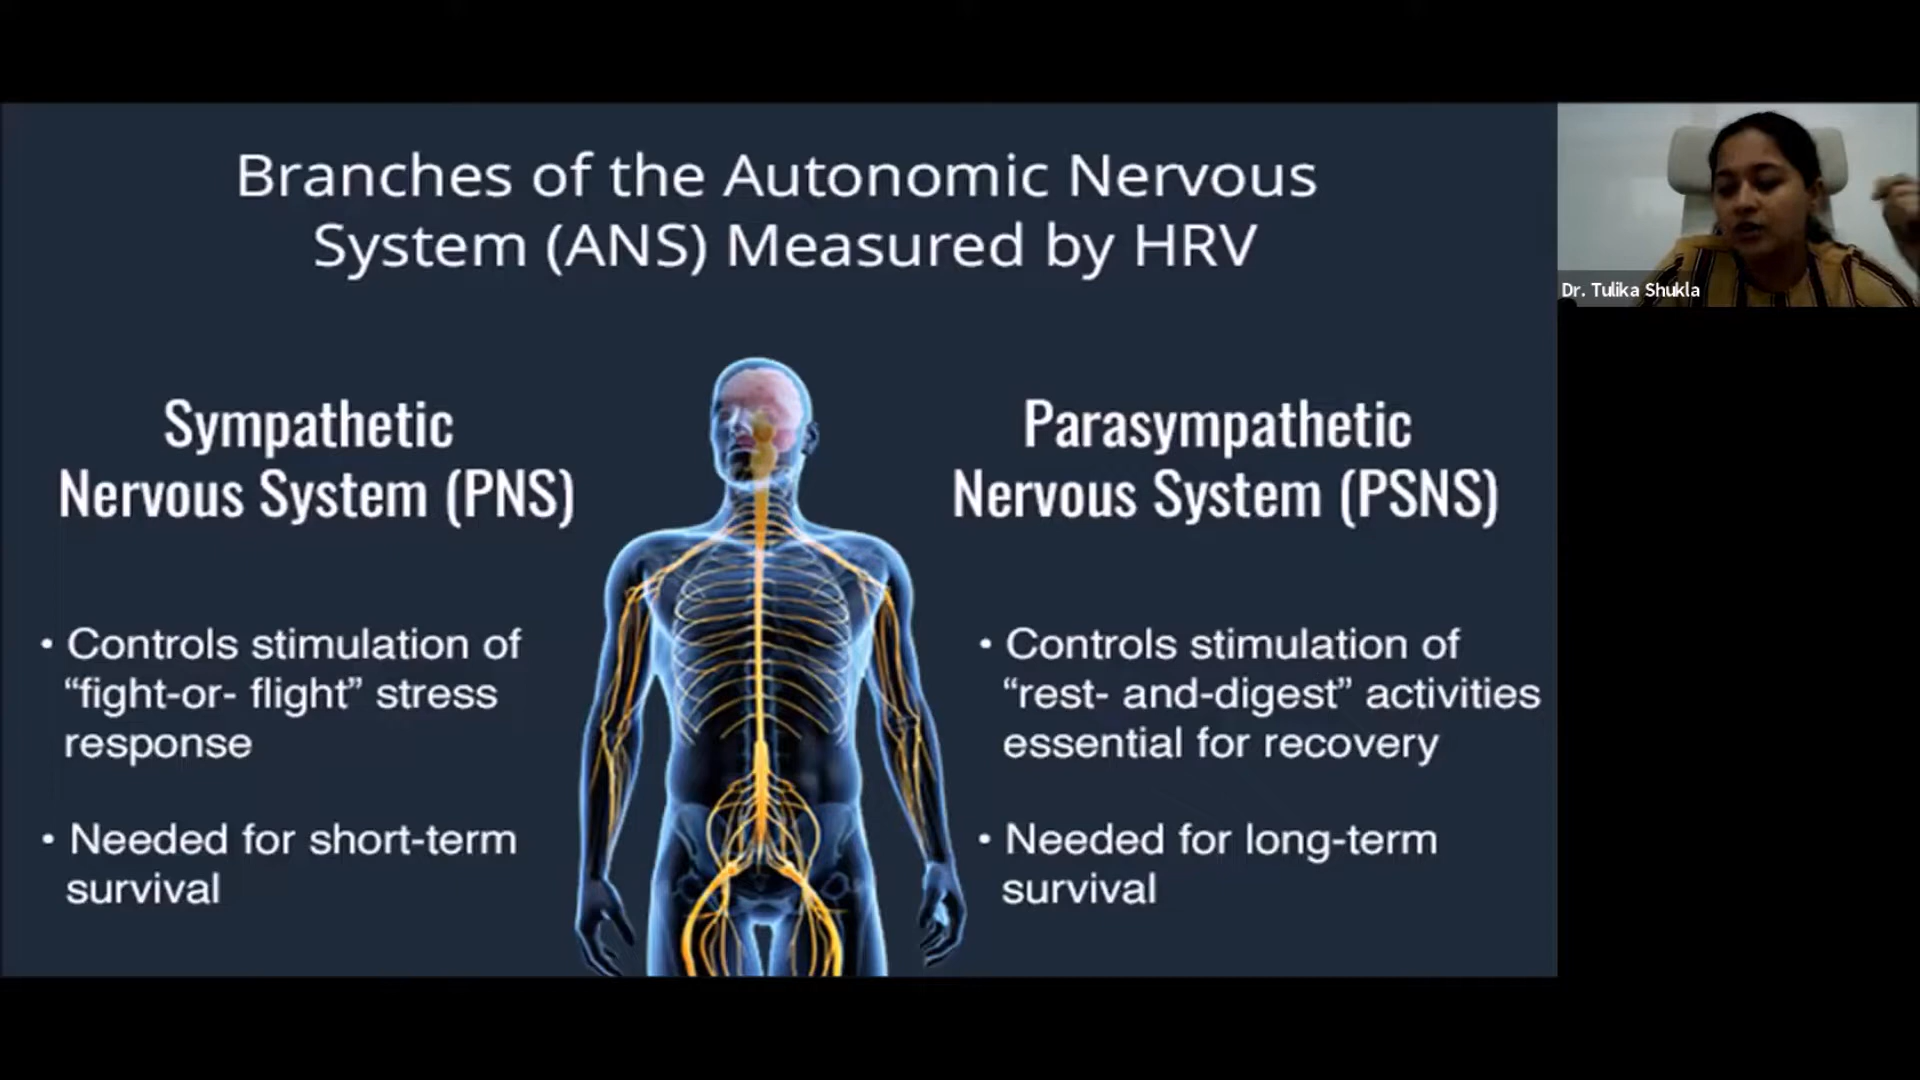 Branches of the Autonomic Nervous
System (ANS) Measured by HRV
Sympathetic
Nervous System (PNS)
• Controls stimulation of
“fight-or- flight” stress
response
• Needed for short-term
survival
Parasympathetic
Nervous System (PSNS)
• Controls stimulation of
“rest- and-digest” activities
essential for recovery
• Needed for long-term
survival
Dr. Tulika Shukla